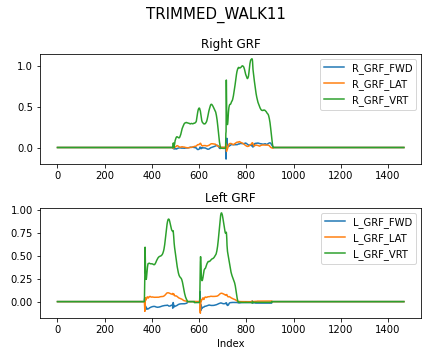 TRIMMED_WALK11
Right GRF
1.0
0.5
0.0
R_GRF_FWD
R_GRF_LAT
R_GRF_VRT
0 200 400 600 800 1000 1200 1400
Left GRF
1.00
0.75
0.50
0.25
0.00
L_GRF_FWD
L_GRF_LAT
L_GRF_VRT
0 200 400 600 800 1000 1200 1400
Index